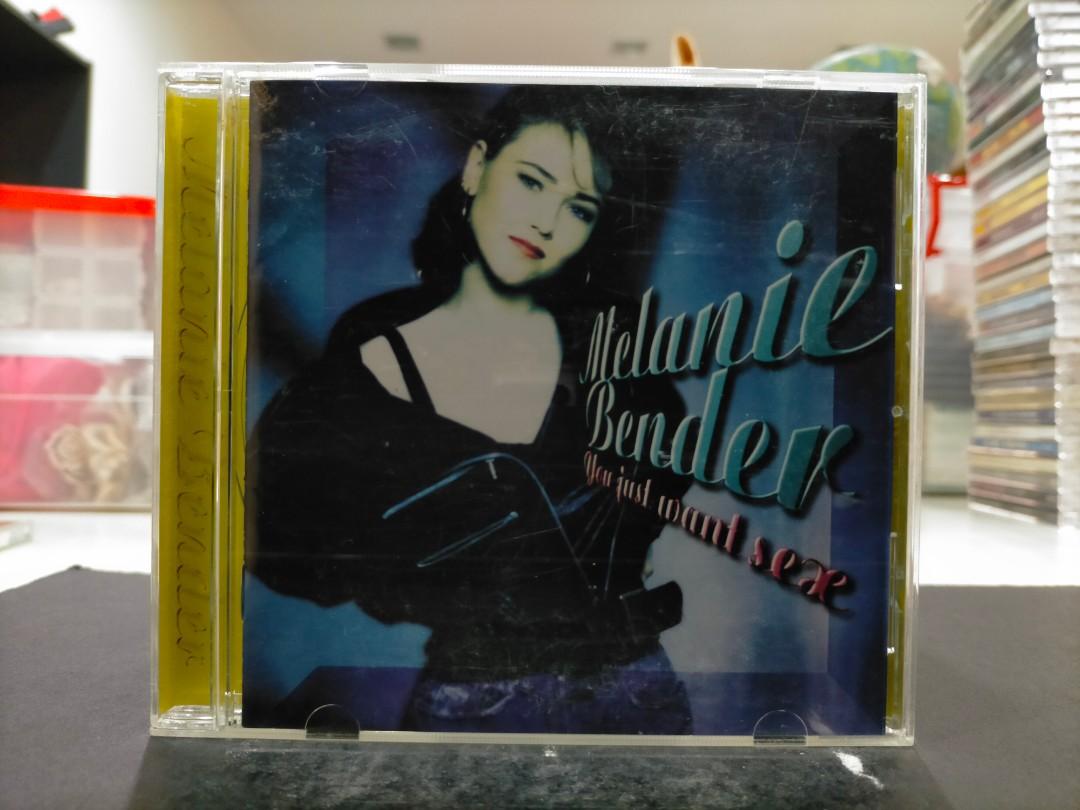 Melanie Bender
Melanie
Bender
You just want sex